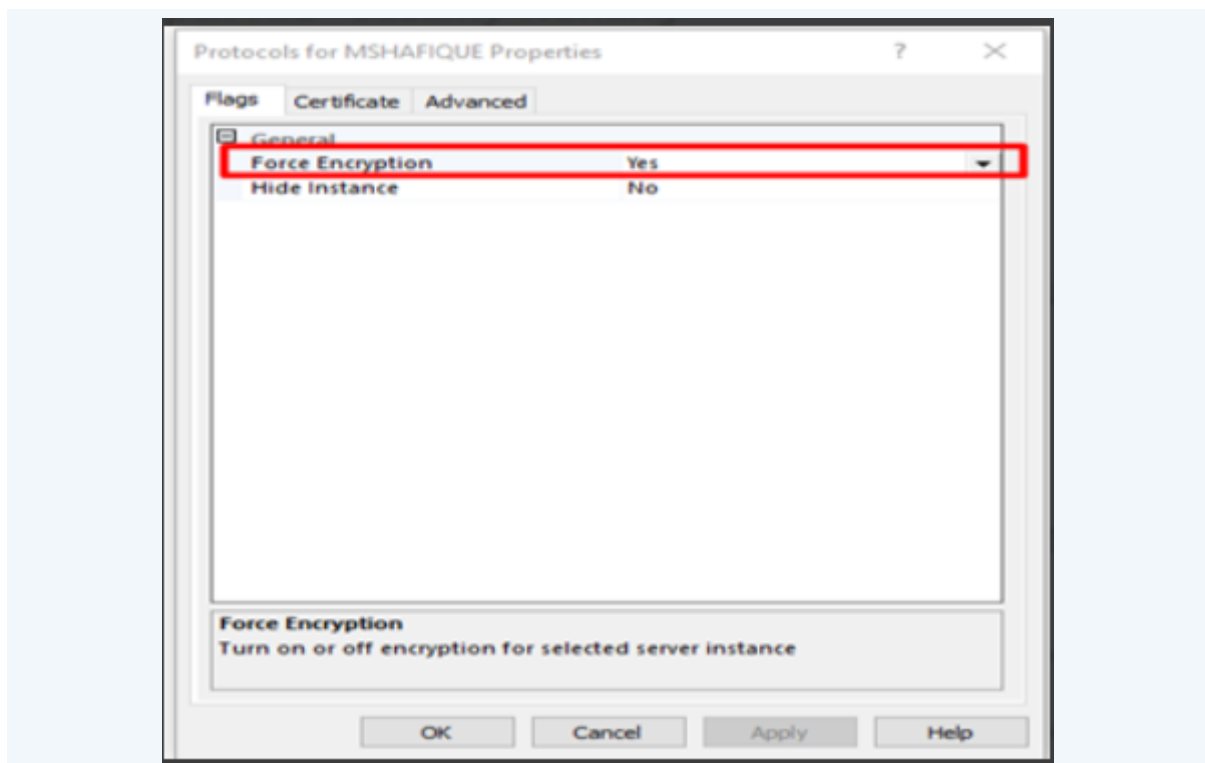 Protocols for MSHAFIQUE Properties ? ×
Flags Certificate Advanced
General
Force Encryption Yes
Hide Instance No
Force Encryption
Turn on or off encryption for selected server instance
OK Cancel Apply Help